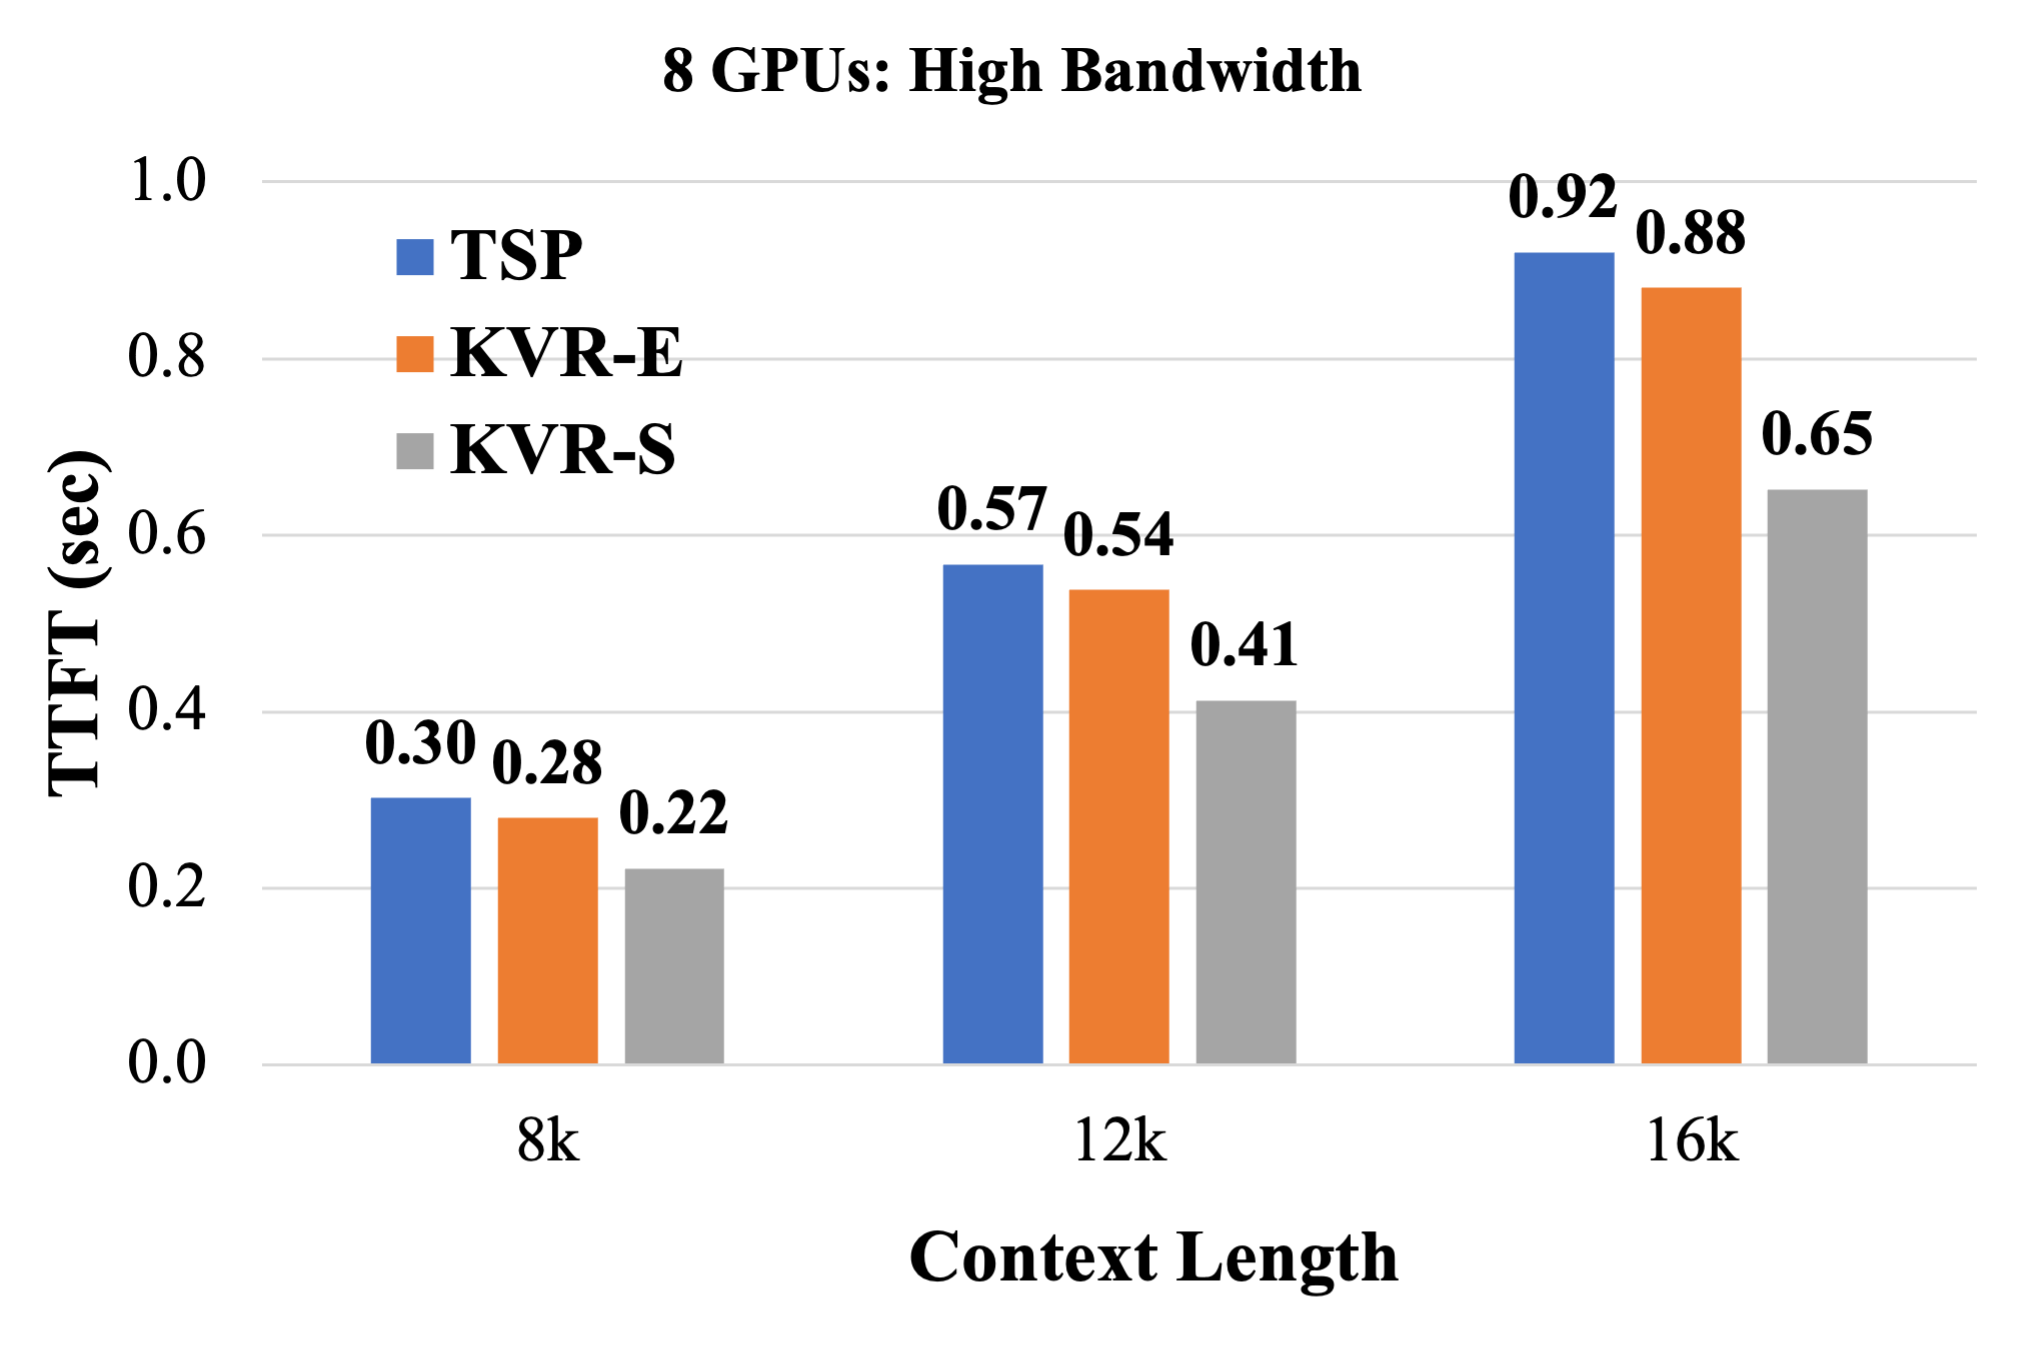 8 GPUs: High Bandwidth
1.0
0.8
0.6
0.4
0.2
0.0
TTFT (sec)
TSP
KVR-E
KVR-S
0.30
0.28
0.22
0.57
0.54
0.41
0.92
0.88
0.65
8k
12k
16k
Context Length